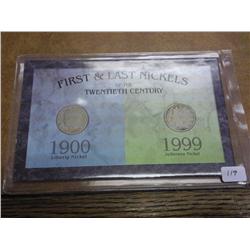 FIRST & LAST NICKELS
OF THE
TWENTIETH CENTURY
1900
Liberty Nickel
1999
Jefferson Nickel
119